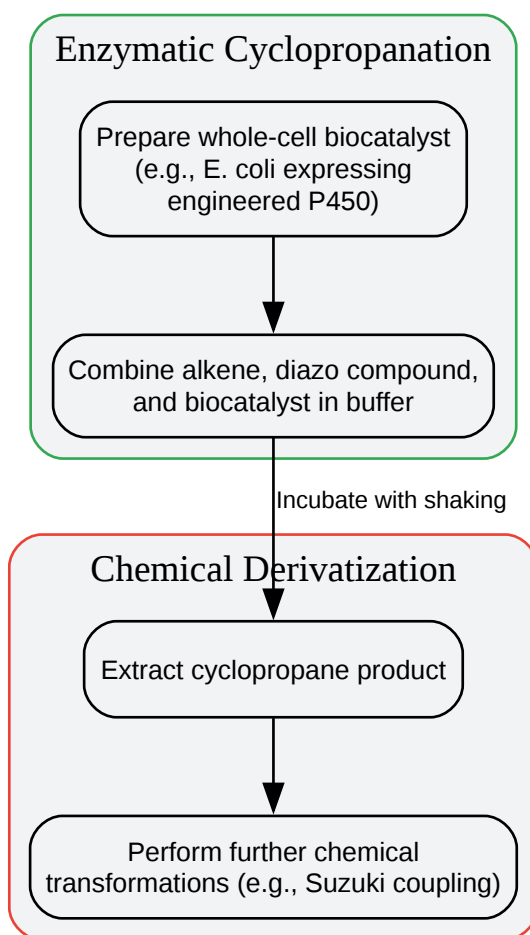 Enzymatic Cyclopropanation
Prepare whole-cell biocatalyst
(e.g., E. coli expressing
engineered P450)
Combine alkene, diazo compound,
and biocatalyst in buffer
Incubate with shaking
Chemical Derivatization
Extract cyclopropane product
Perform further chemical
transformations (e.g., Suzuki coupling)